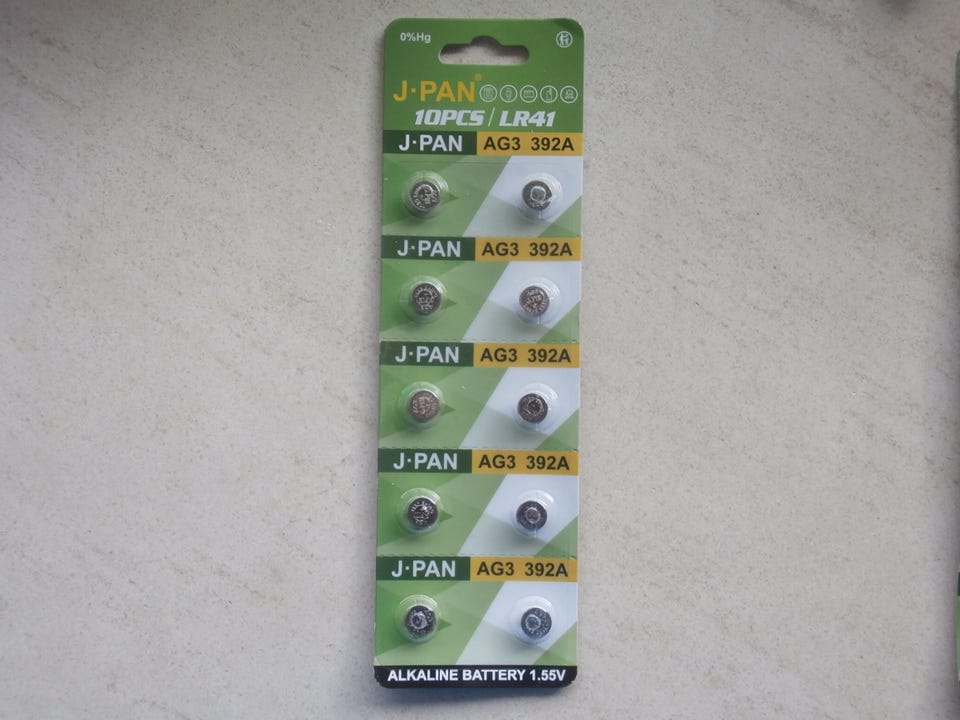 0%Hg
J·PAN®
10PCS / LR41
J·PAN AG3 392A
J·PAN AG3 392A
J·PAN AG3 392A
J·PAN AG3 392A
J·PAN AG3 392A
ALKALINE BATTERY 1.55V